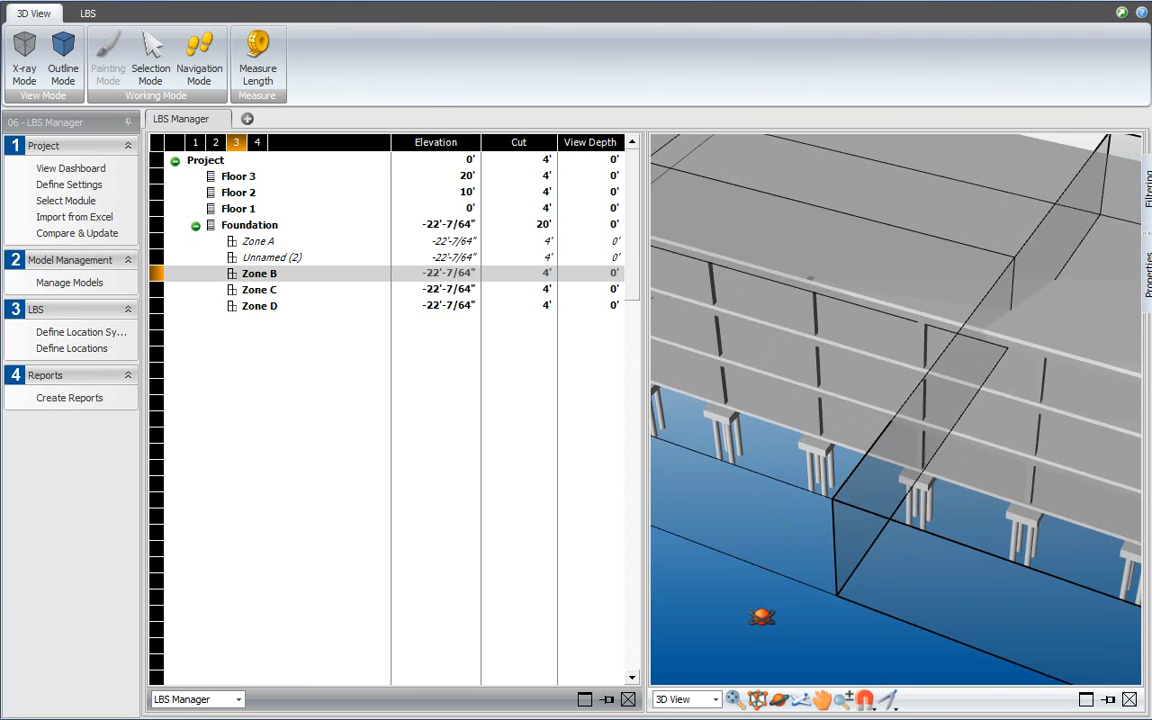 3D View
LBS
X-ray Mode
Outline Mode
Painting Mode
Selection Mode
Navigation Mode
Measure Length
View Mode
Working Mode
Measure
06 - LBS Manager
1 Project
View Dashboard
Define Settings
Select Module
Import from Excel
Compare & Update
2 Model Management
Manage Models
3 LBS
Define Location Sy...
Define Locations
4 Reports
Create Reports
LBS Manager
1 2 3 4 Elevation Cut View Depth
Project 0' 4' 0'
Floor 3 20' 4' 0'
Floor 2 10' 4' 0'
Floor 1 0' 4' 0'
Foundation -22'-7/64" 20' 0'
Zone A -22'-7/64" 4' 0'
Unnamed (2) -22'-7/64" 4' 0'
Zone B -22'-7/64" 4' 0'
Zone C -22'-7/64" 4' 0'
Zone D -22'-7/64" 4' 0'
LBS Manager
3D View
Filtering
Properties